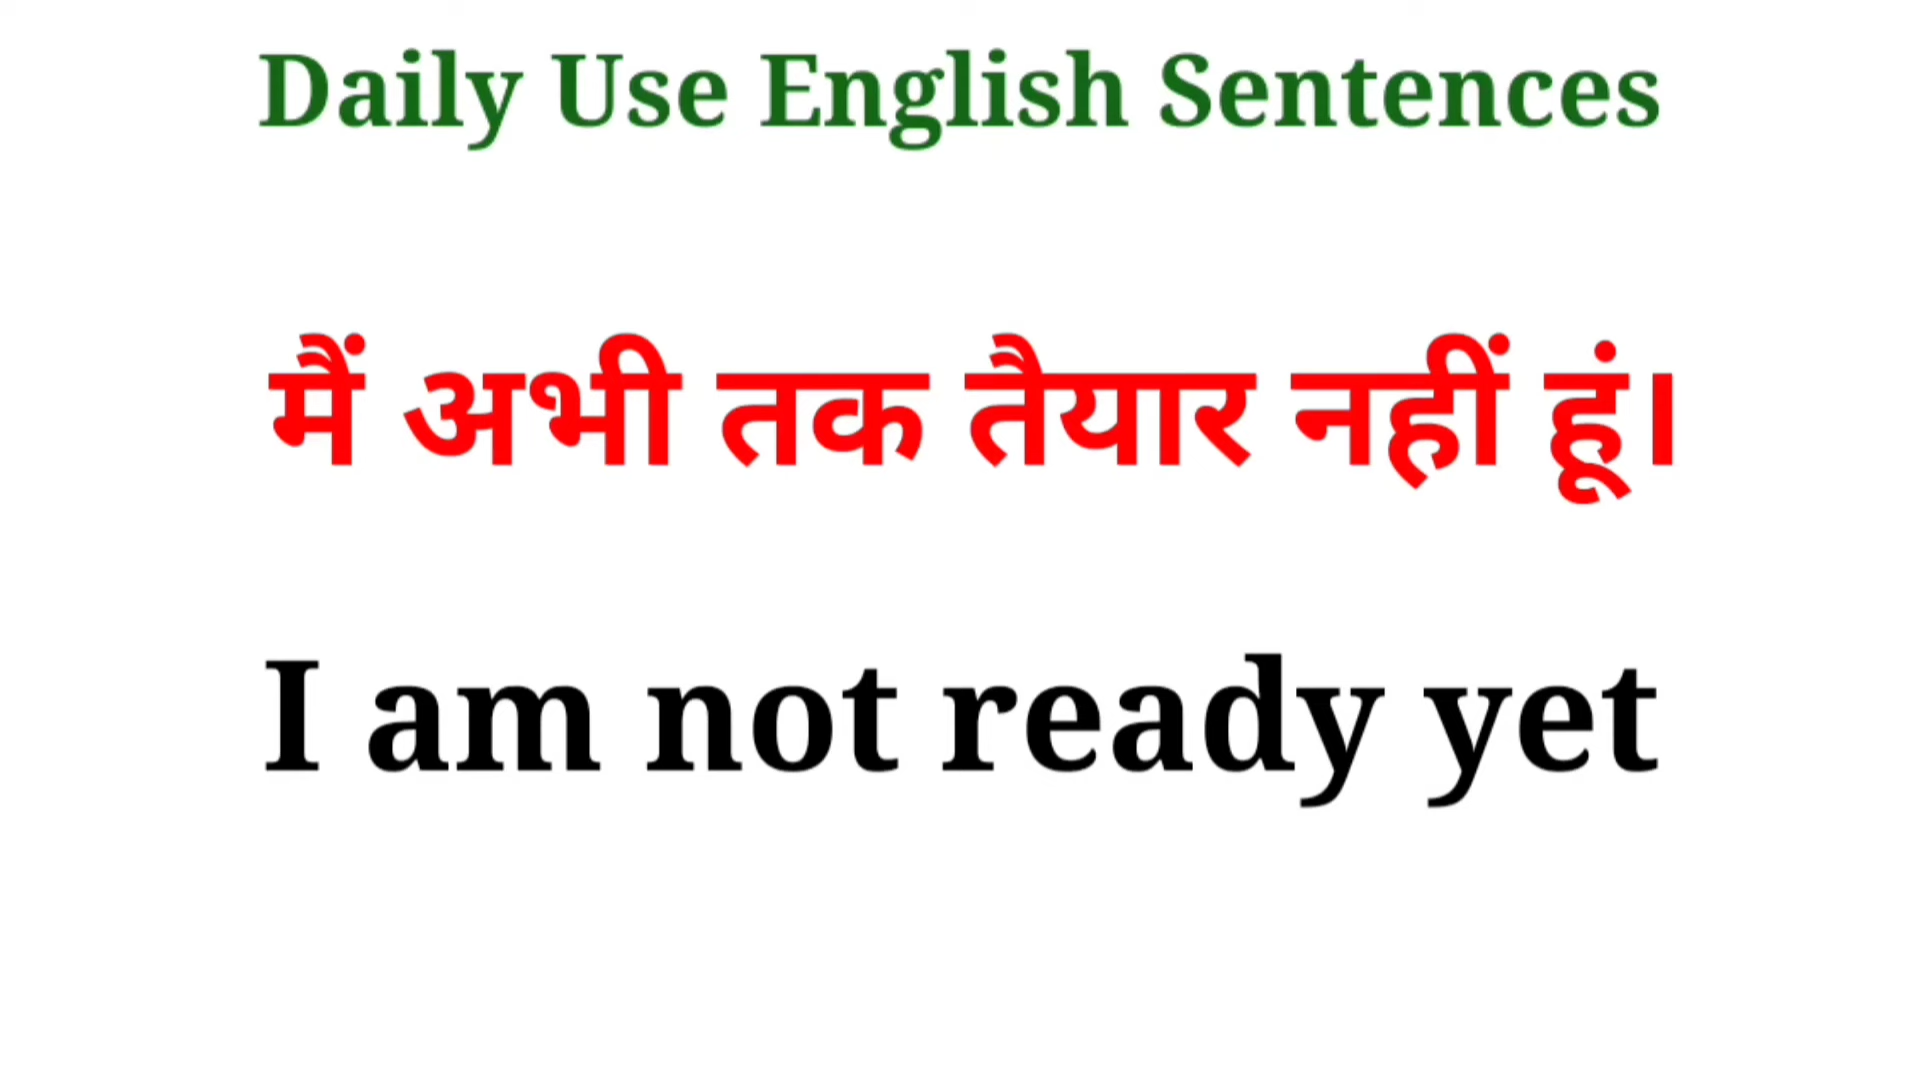 Daily Use English Sentences
मैं अभी तक तैयार नहीं हूं।
I am not ready yet